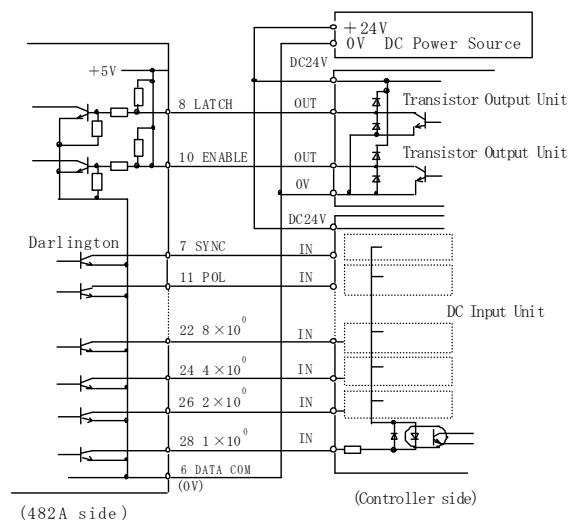 +24V
0V DC Power Source
DC24V
+5V
8 LATCH OUT Transistor Output Unit
10 ENABLE OUT Transistor Output Unit
0V
DC24V
Darlington
7 SYNC IN
11 POL IN
DC Input Unit
22 8×10⁰ IN
24 4×10⁰ IN
26 2×10⁰ IN
28 1×10⁰ IN
6 DATA COM
(0V)
(482A side) (Controller side)